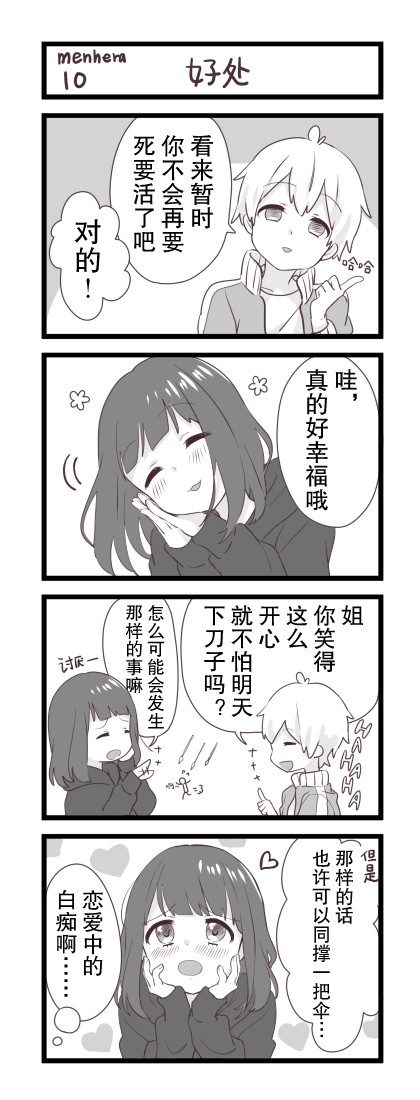 menhera
10
好处
看来暂时
你不会再要
死要活了吧
哈哈
对的！
哇，
真的好幸福哦
姐
你笑得
这么
开心
就不怕明天
下刀子吗？
HAHAHAHA
怎么可能会发生
那样的事嘛
讨厌一
但是
那样的话
也许可以同撑一把伞…
恋爱中的
白痴啊……